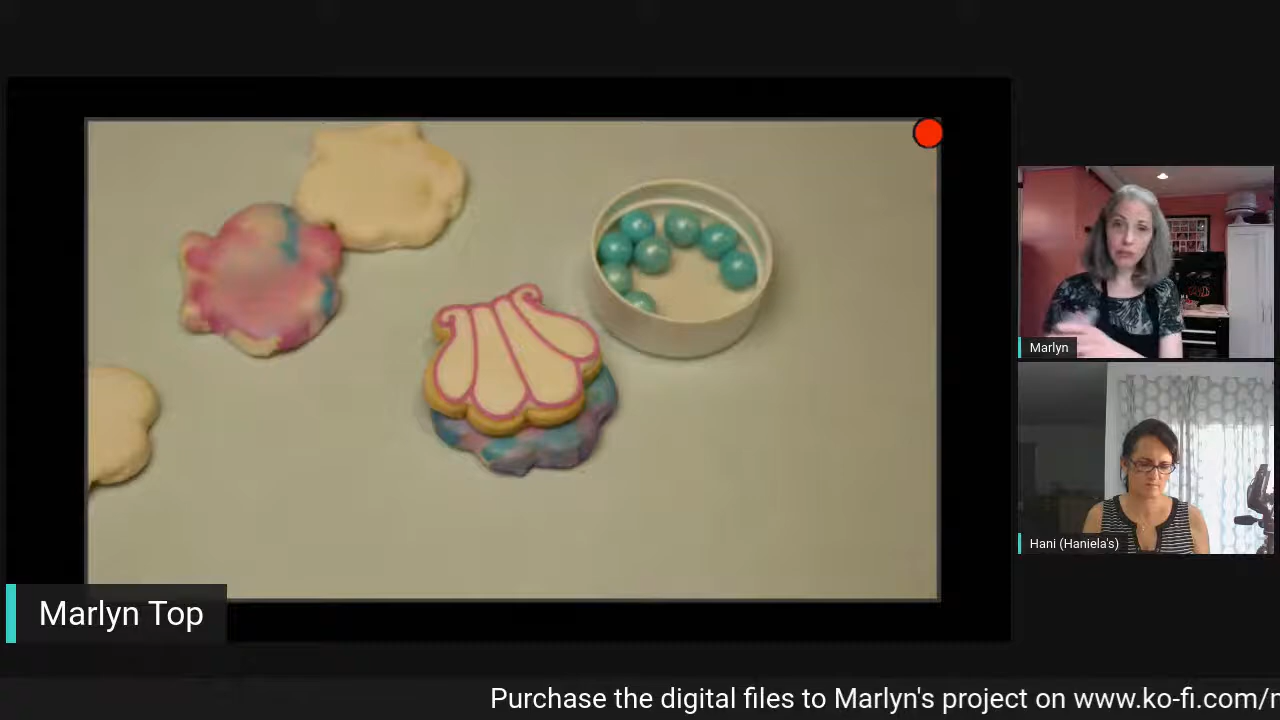 Marlyn
Hani (Haniela's)
Marlyn Top
Purchase the digital files to Marlyn's project on www.ko-fi.com/